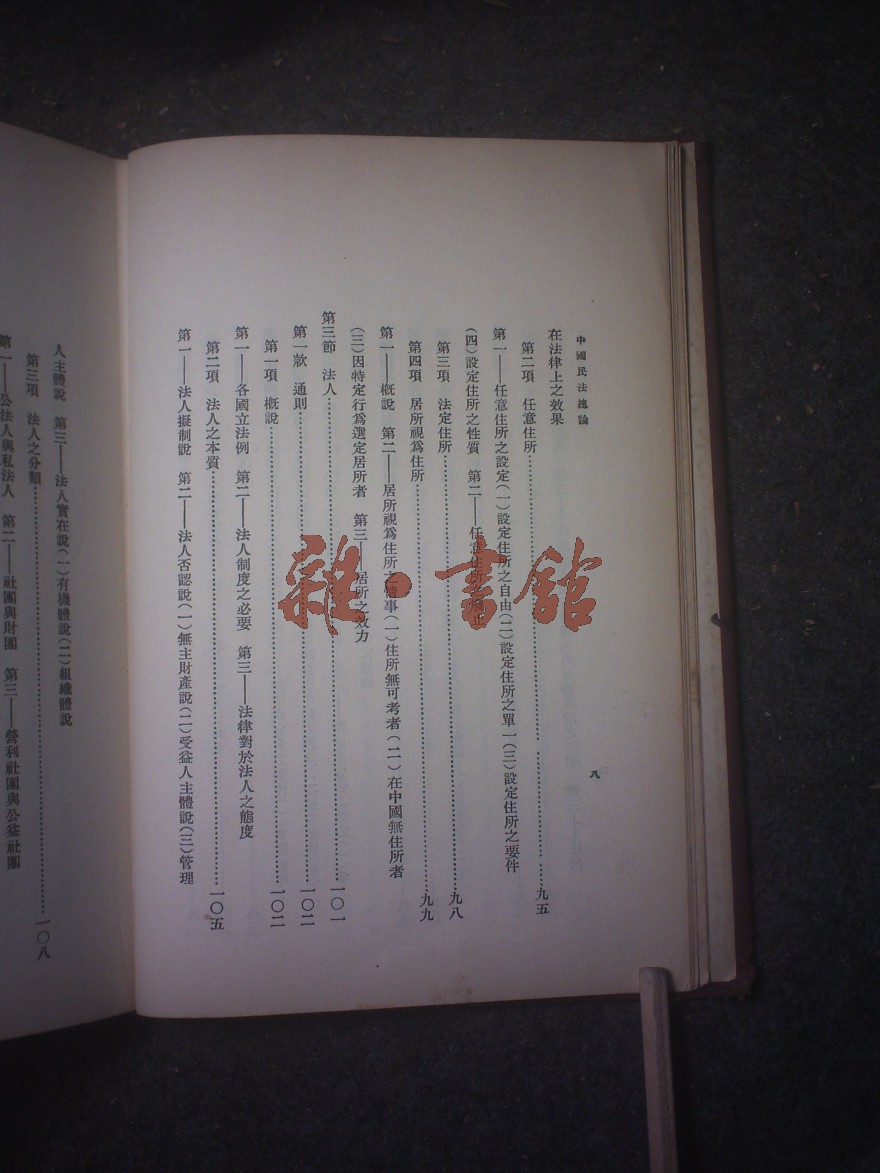 中國民法總論
八
在法律上之效果
第二項 任意住所……九五
第一——任意住所之設定(一)設定住所之自由(二)設定住所之單一(三)設定住所之要件
(四)設定住所之性質 第二——任意住所之廢止
第三項 法定住所……九八
第四項 居所視爲住所……九九
第一——概說 第二——居所視爲住所之情事(一)住所無可考者(二)在中國無住所者
(三)因特定行爲選定居所者 第三——居所之效力
第三節 法人……一〇一
第一款 通則……一〇二
第一項 概說……一〇二
第一——各國立法例 第二——法人制度之必要 第三——法律對於法人之態度
第二項 法人之本質……一〇五
第一——法人擬制說 第二——法人否認說(一)無主財產說(二)受益人主體說(三)管理
人主體說 第三——法人實在說(一)有機體說(二)組織體說
第三項 法人之分類……一〇八
第一——公法人與私法人 第二——社團與財團 第三——營利社團與公益社團
雜·書館